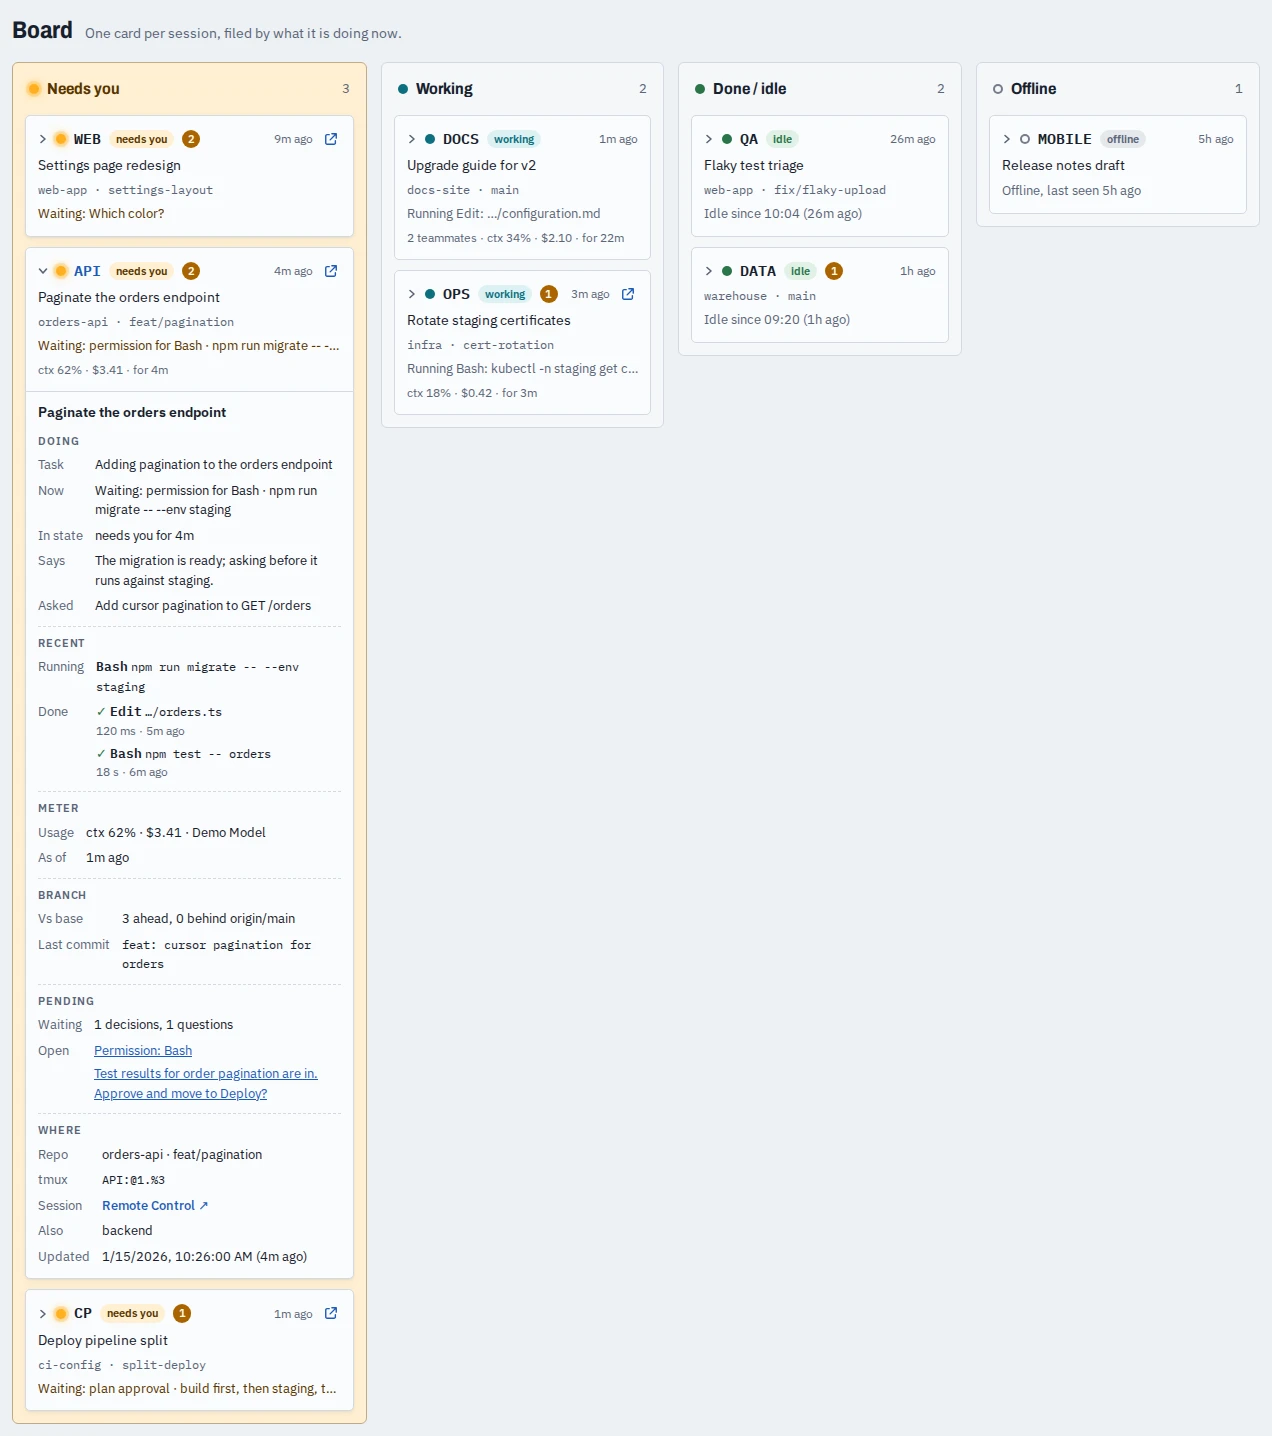 Board One card per session, filed by what it is doing now.
Needs you 3
WEB needs you 2 9m ago
Settings page redesign
web-app · settings-layout
Waiting: Which color?
API needs you 2 4m ago
Paginate the orders endpoint
orders-api · feat/pagination
Waiting: permission for Bash · npm run migrate -- -...
ctx 62% · $3.41 · for 4m
Paginate the orders endpoint
DOING
Task Adding pagination to the orders endpoint
Now Waiting: permission for Bash · npm run
migrate -- --env staging
In state needs you for 4m
Says The migration is ready; asking before it
runs against staging.
Asked Add cursor pagination to GET /orders
RECENT
Running Bash npm run migrate -- --env
staging
Done ✓ Edit …/orders.ts
120 ms · 5m ago
✓ Bash npm test -- orders
18 s · 6m ago
METER
Usage ctx 62% · $3.41 · Demo Model
As of 1m ago
BRANCH
Vs base 3 ahead, 0 behind origin/main
Last commit feat: cursor pagination for
orders
PENDING
Waiting 1 decisions, 1 questions
Open Permission: Bash
Test results for order pagination are in.
Approve and move to Deploy?
WHERE
Repo orders-api · feat/pagination
tmux API:@1.%3
Session Remote Control ↗
Also backend
Updated 1/15/2026, 10:26:00 AM (4m ago)
CP needs you 1 1m ago
Deploy pipeline split
ci-config · split-deploy
Waiting: plan approval · build first, then staging, t...
Working 2
DOCS working 1m ago
Upgrade guide for v2
docs-site · main
Running Edit: …/configuration.md
2 teammates · ctx 34% · $2.10 · for 22m
OPS working 1 3m ago
Rotate staging certificates
infra · cert-rotation
Running Bash: kubectl -n staging get c...
ctx 18% · $0.42 · for 3m
Done / idle 2
QA idle 26m ago
Flaky test triage
web-app · fix/flaky-upload
Idle since 10:04 (26m ago)
DATA idle 1 1h ago
warehouse · main
Idle since 09:20 (1h ago)
Offline 1
MOBILE offline 5h ago
Release notes draft
Offline, last seen 5h ago